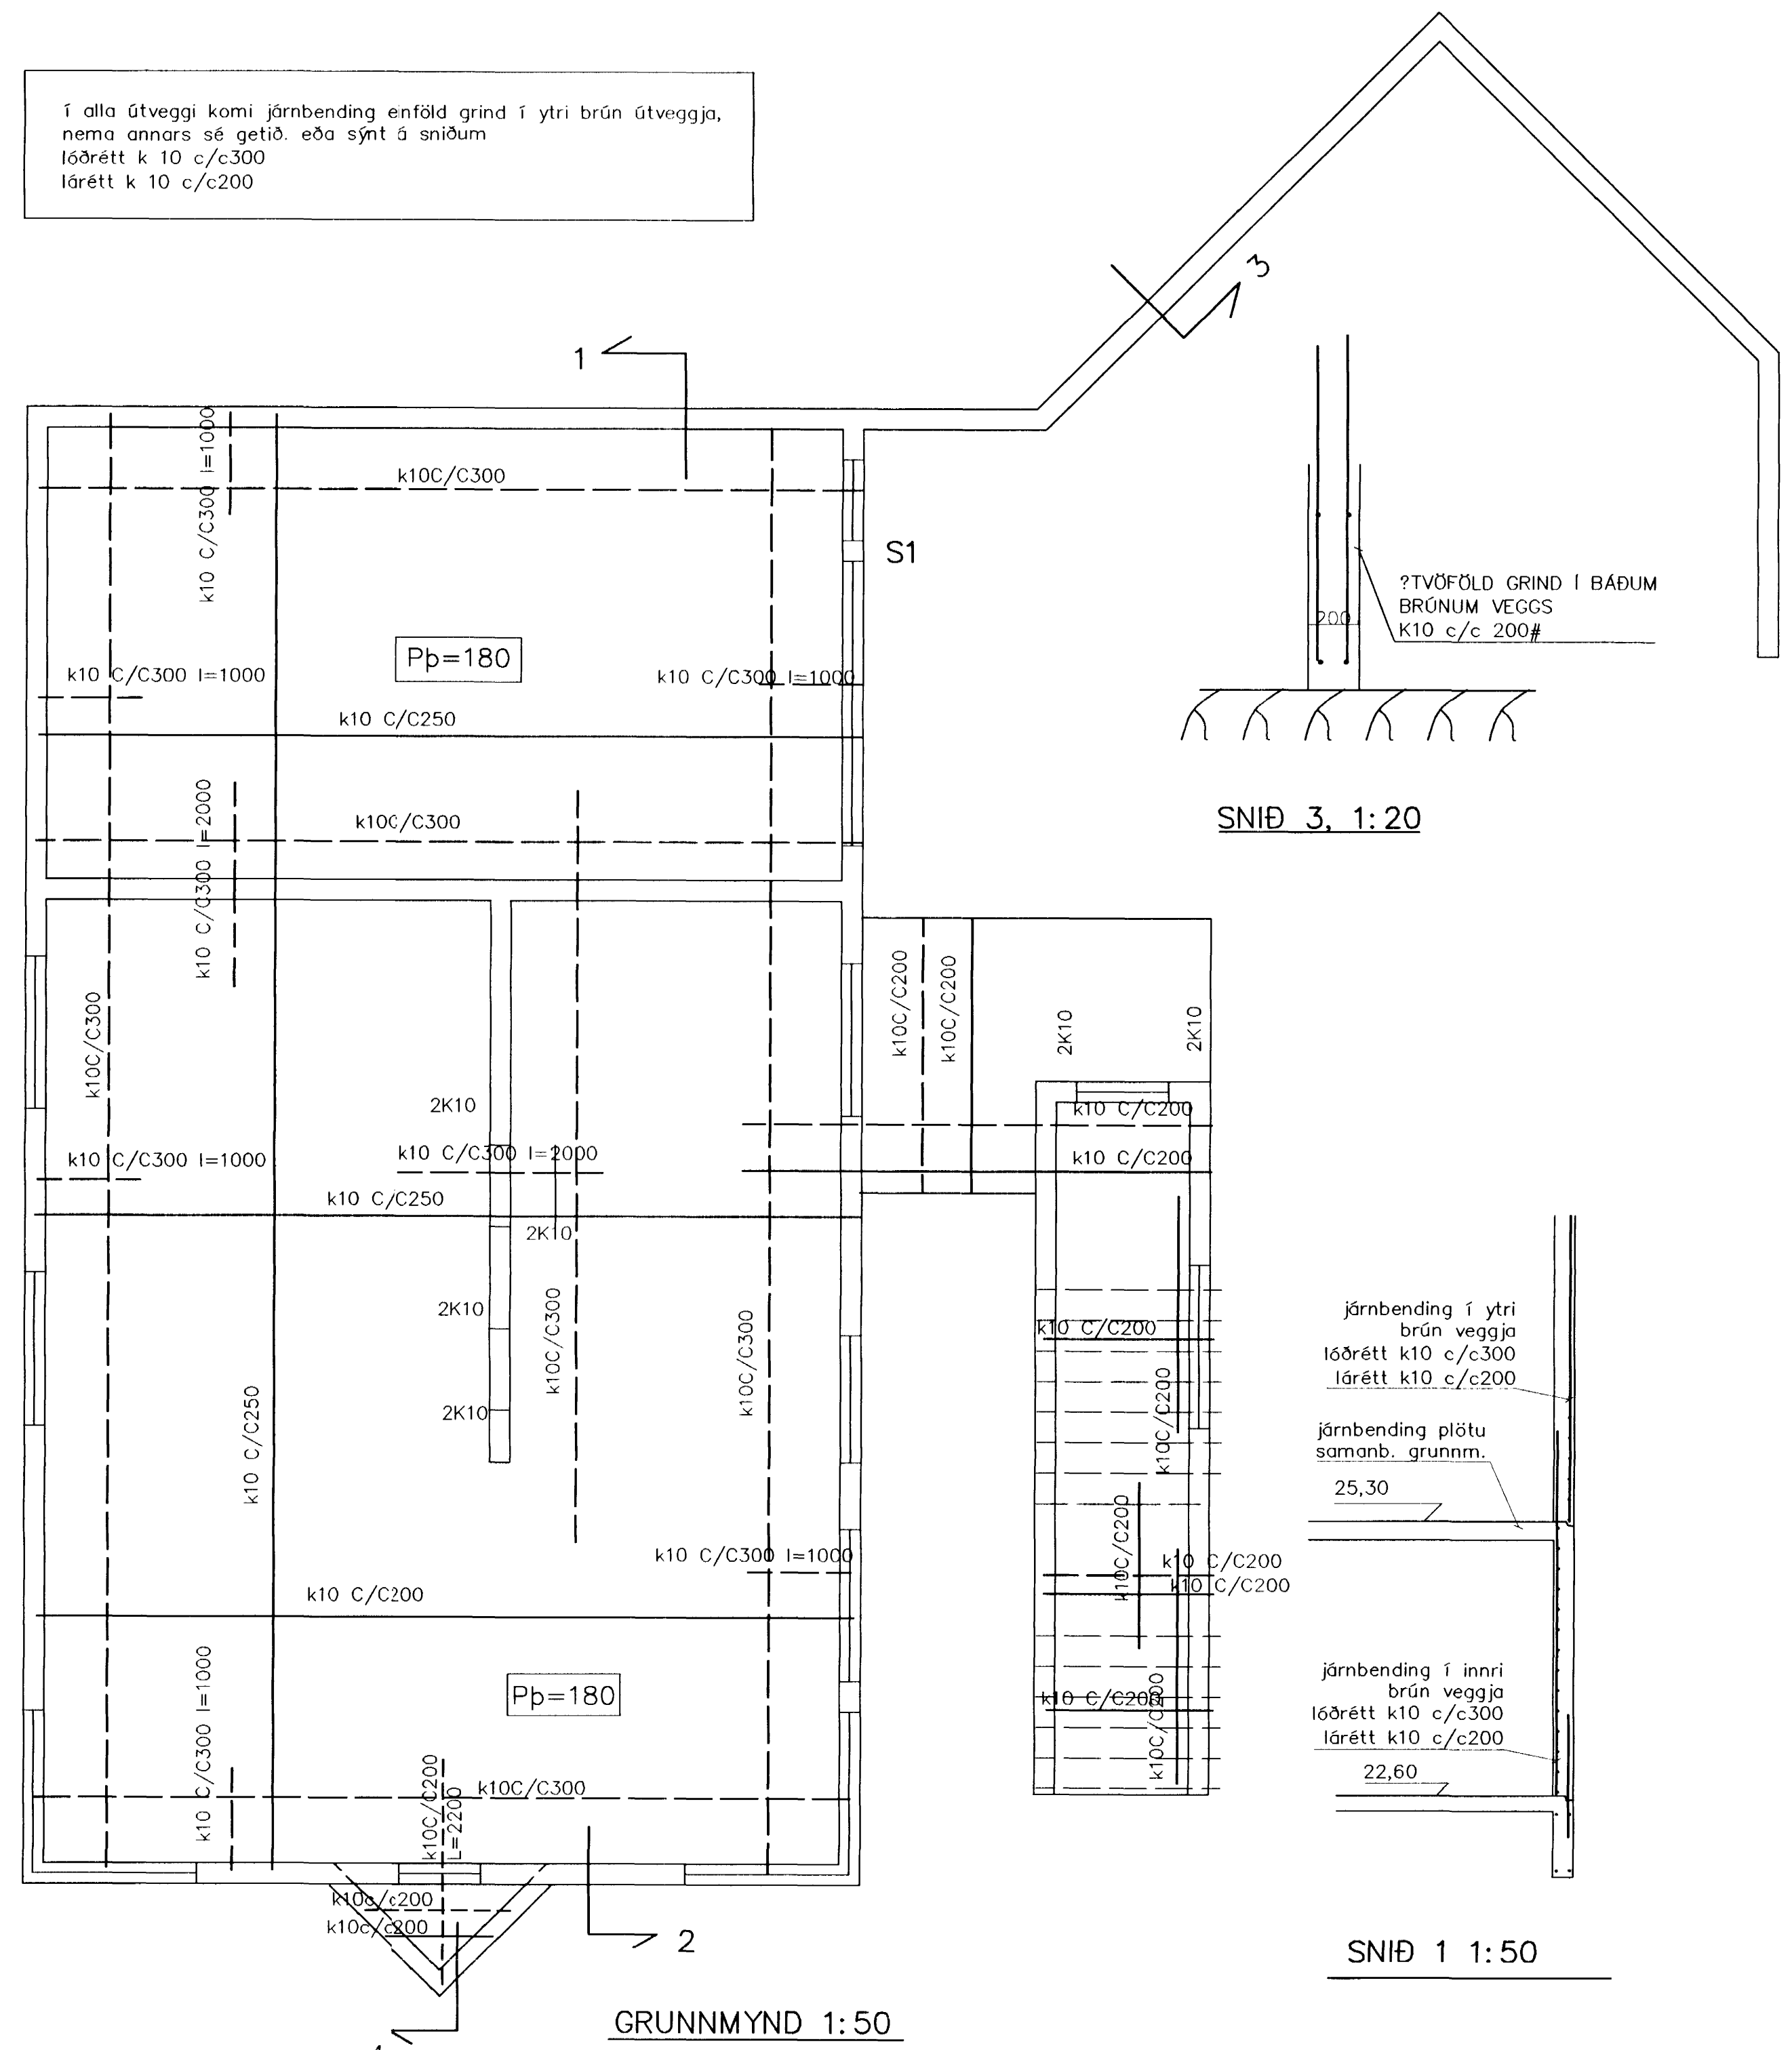 í alla útveggi komi járnbending einföld grind í ytri brún útveggja,
nema annars sé getið. eða sýnt á sniðum
lóðrétt k 10 c/c300
lárétt k 10 c/c200
3
1
k10 C/C300 l=1000
k10C/C300
S1
?TVÖFÖLD GRIND Í BÁÐUM
BRÚNUM VEGGS
K10 c/c 200#
200
Pþ=180
k10 C/C300 l=1000
k10 C/C300 l=1000
k10 C/C250
SNIÐ 3, 1:20
k10C/C300
k10 C/C300 l=2000
k10C/C300
k10C/C200
k10C/C200
2K10
2K10
2K10
k10 C/C200
k10 C/C300 l=1000
k10 C/C300 l=2000
k10 C/C200
k10 C/C250
2K10
2K10
k10C/C300
k10C/C300
k10 C/C200
k10C/C200
2K10
k10 C/C250
járnbending í ytri
brún veggja
lóðrétt k10 c/c300
lárétt k10 c/c200
járnbending plötu
samanb. grunnm.
25,30
k10 C/C300 l=1000
k10C/C200
k10 C/C200
k10 C/C200
k10 C/C200
k10 C/C300 l=1000
Pþ=180
k10 C/C200
k10C/C200
járnbending í innri
brún veggja
lóðrétt k10 c/c300
lárétt k10 c/c200
22,60
k10C/C200
L=2200
k10C/C300
k10c/c200
k10c/c200
2
SNIÐ 1 1:50
GRUNNMYND 1:50